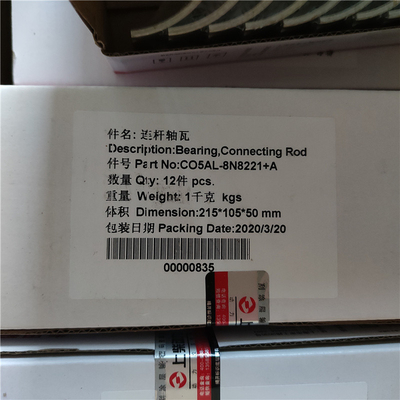 件名: 连杆轴瓦
Description:Bearing,Connecting Rod
件号 Part No:CO5AL-8N8221+A
数量 Qty: 12件 pcs.
重量 Weight: 1千克 kgs
体积 Dimension:215*105*50 mm
包装日期 Packing Date:2020/3/20
00000835